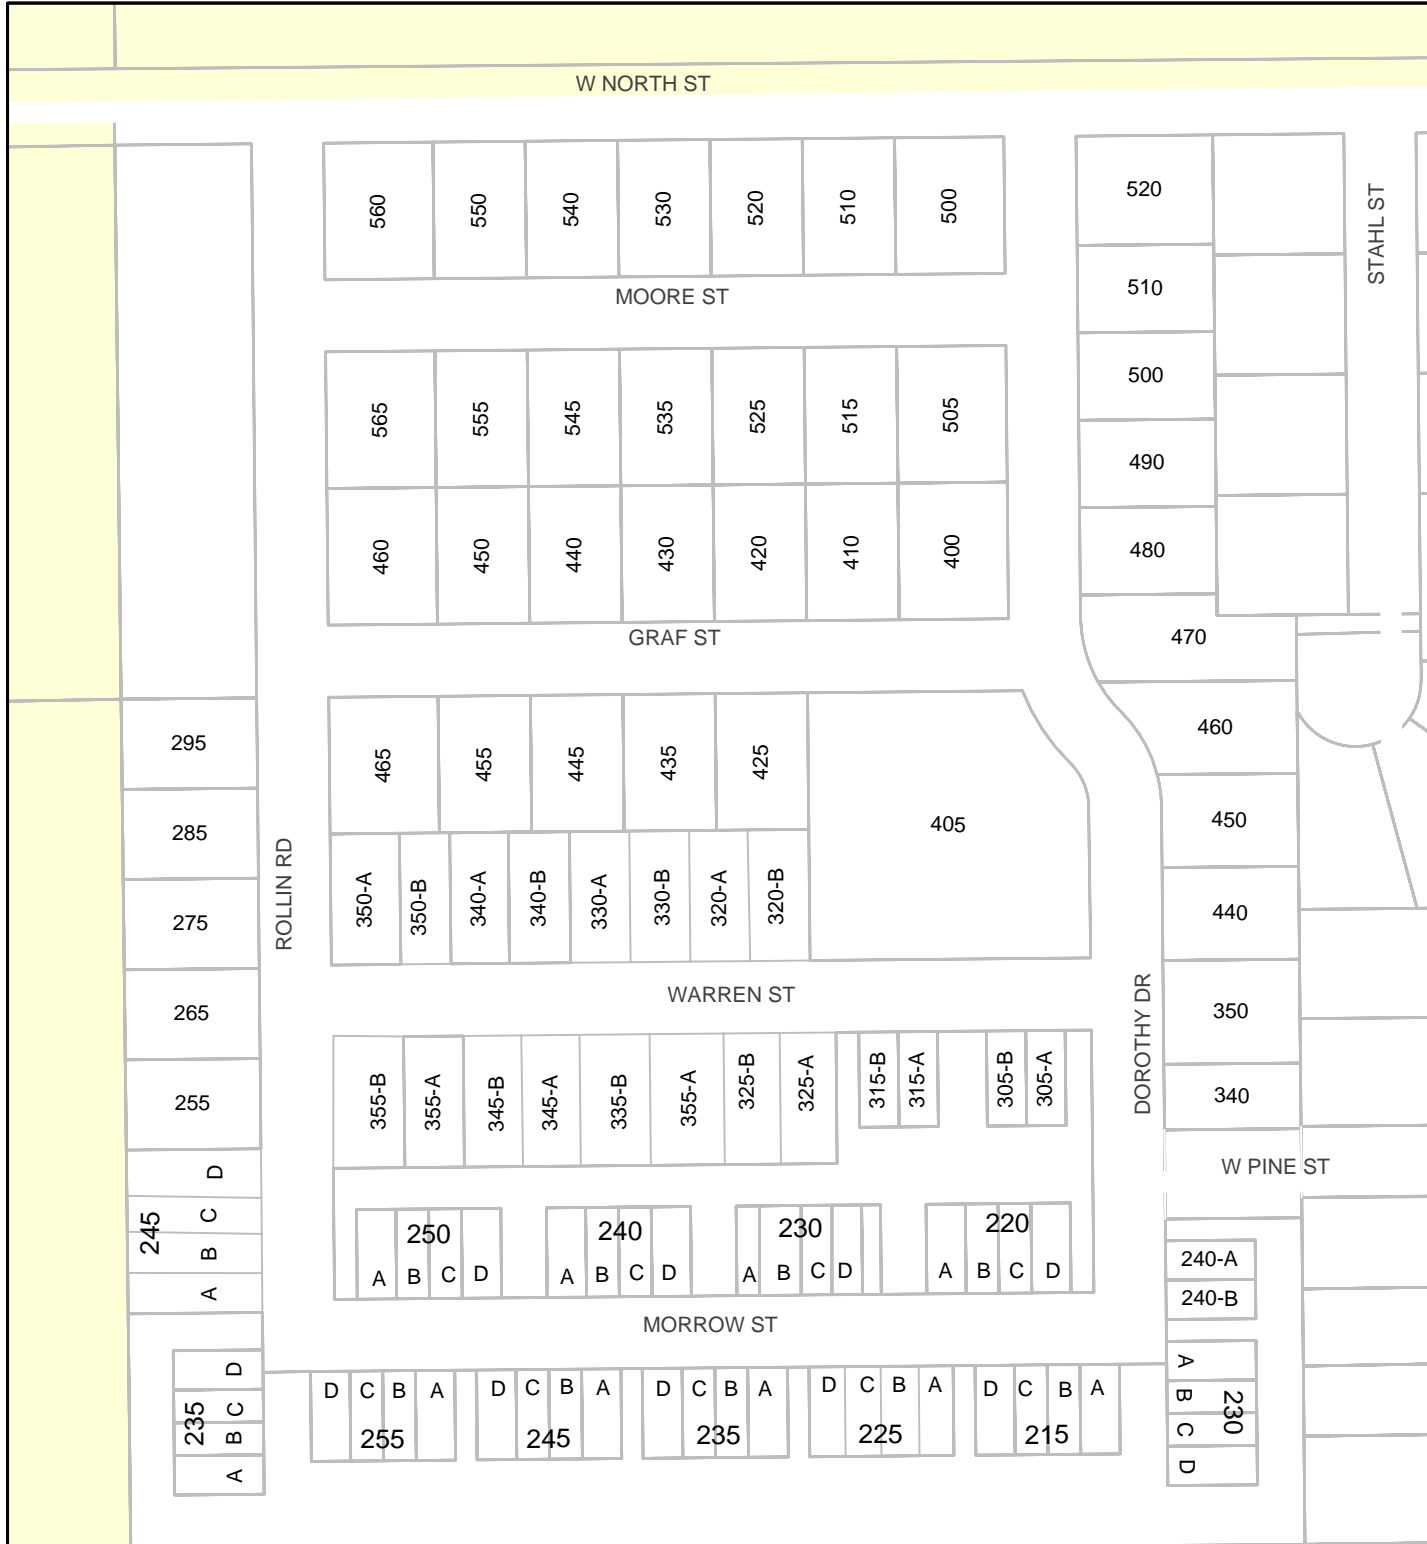 W NORTH ST
560
550
540
530
520
510
500
520
STAHL ST
510
MOORE ST
500
565
555
545
535
525
515
505
490
460
450
440
430
420
410
400
480
GRAF ST
470
295
465
455
445
435
425
460
405
450
285
ROLLIN RD
350-A
350-B
340-A
340-B
330-A
330-B
320-A
320-B
440
275
WARREN ST
DOROTHY DR
350
265
355-B
355-A
345-B
345-A
335-B
355-A
325-B
325-A
315-B
315-A
305-B
305-A
340
255
W PINE ST
245
D
C
B
A
250
A B C D
240
A B C D
230
A B C D
220
A B C D
240-A
240-B
MORROW ST
235
D
C
B
A
D C B A
255
D C B A
245
D C B A
235
D C B A
225
D C B A
215
A
B
C
D
230